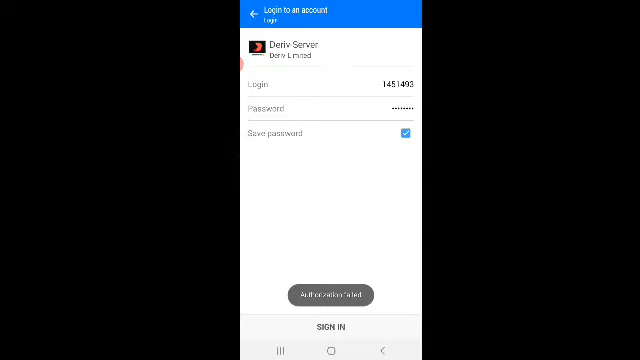 Login to an account
Login
Deriv-Server
Deriv Limited
Login 1451493
Password ••••••••
Save password
Authorization failed
SIGN IN